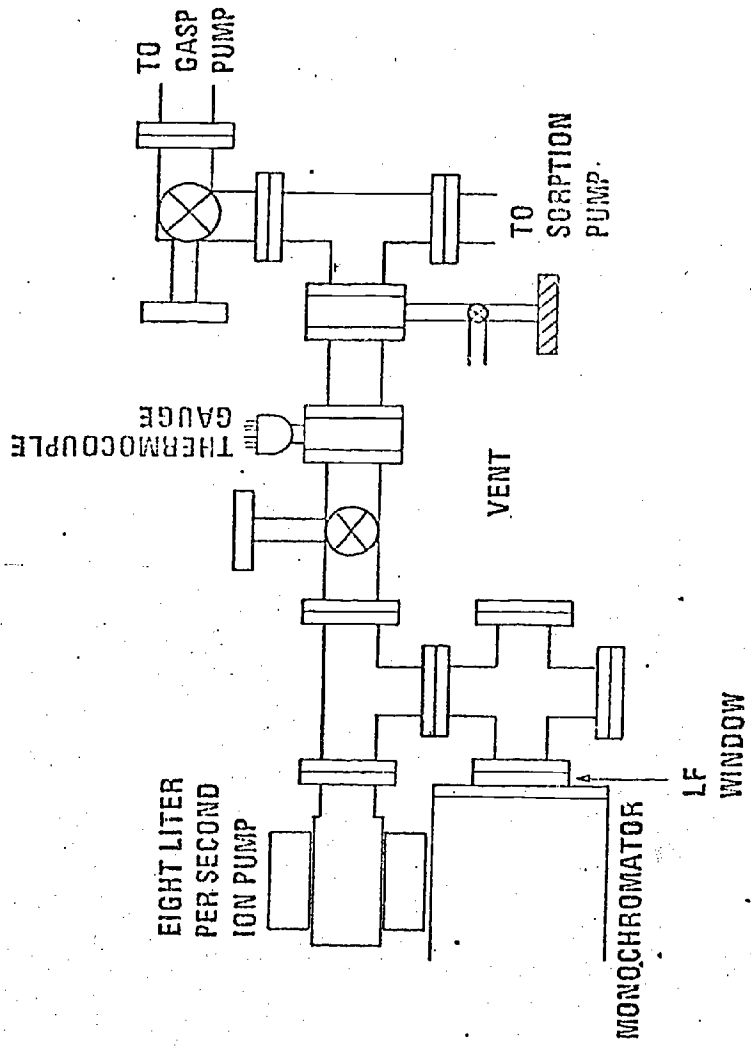 TO
GASP
PUMP
TO
SORPTION
PUMP.
THERMOCOUPLE
GAUGE
VENT
EIGHT LITER
PER SECOND
ION PUMP
LF
WINDOW
MONOCHROMATOR